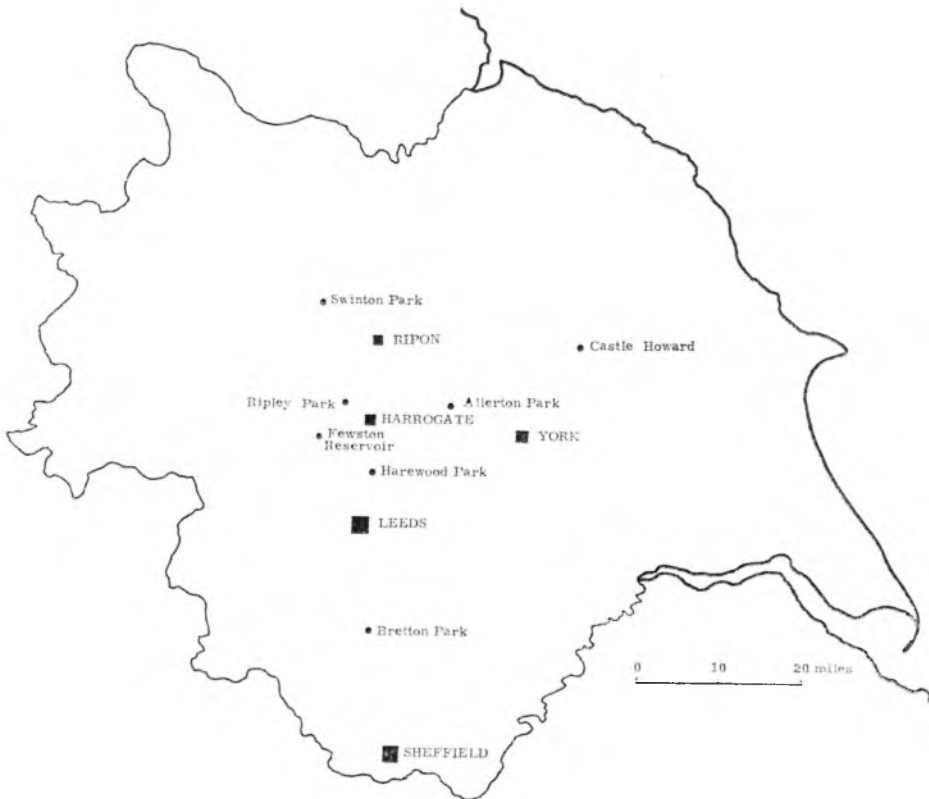 Swinton Park
RIPON
Castle Howard
Ripley Park
Allerton Park
HARROGATE
Fewston
Reservoir
YORK
Harewood Park
LEEDS
Bretton Park
0 10 20 miles
SHEFFIELD